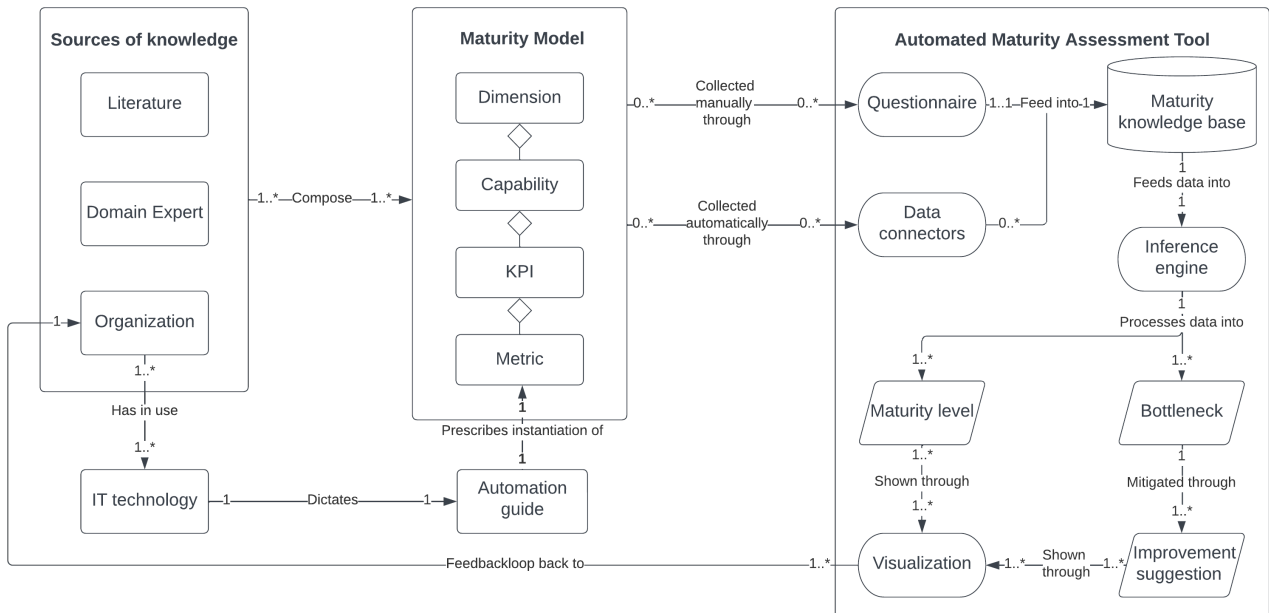 Sources of knowledge
Literature
Domain Expert
Organization
1
1..*
Has in use
1..*
IT technology
1..*
Compose
1..*
1
Dictates
1
Maturity Model
Dimension
Capability
KPI
Metric
1
Prescribes instantiation of
1
Automation
guide
0..*
Collected
manually
through
0..*
0..*
Collected
automatically
through
0..*
Automated Maturity Assessment Tool
Questionnaire
1..1
Feed into
1
Maturity
knowledge base
Data
connectors
0..*
1
Feeds data into
1
Inference
engine
1
Processes data into
1..*
1..*
Maturity level
Bottleneck
1..*
Shown through
1..*
1
Mitigated through
1..*
Visualization
1..*
Shown
through
1..*
Improvement
suggestion
Feedbackloop back to
1..*